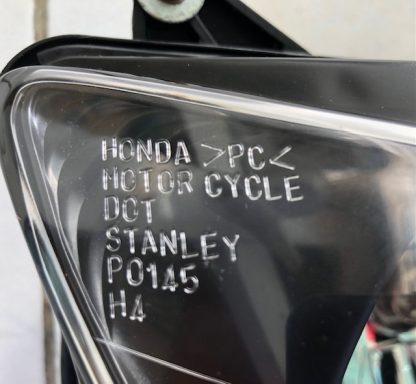 HONDA >PC<
MOTOR CYCLE
DOT
STANLEY
P0145
H4